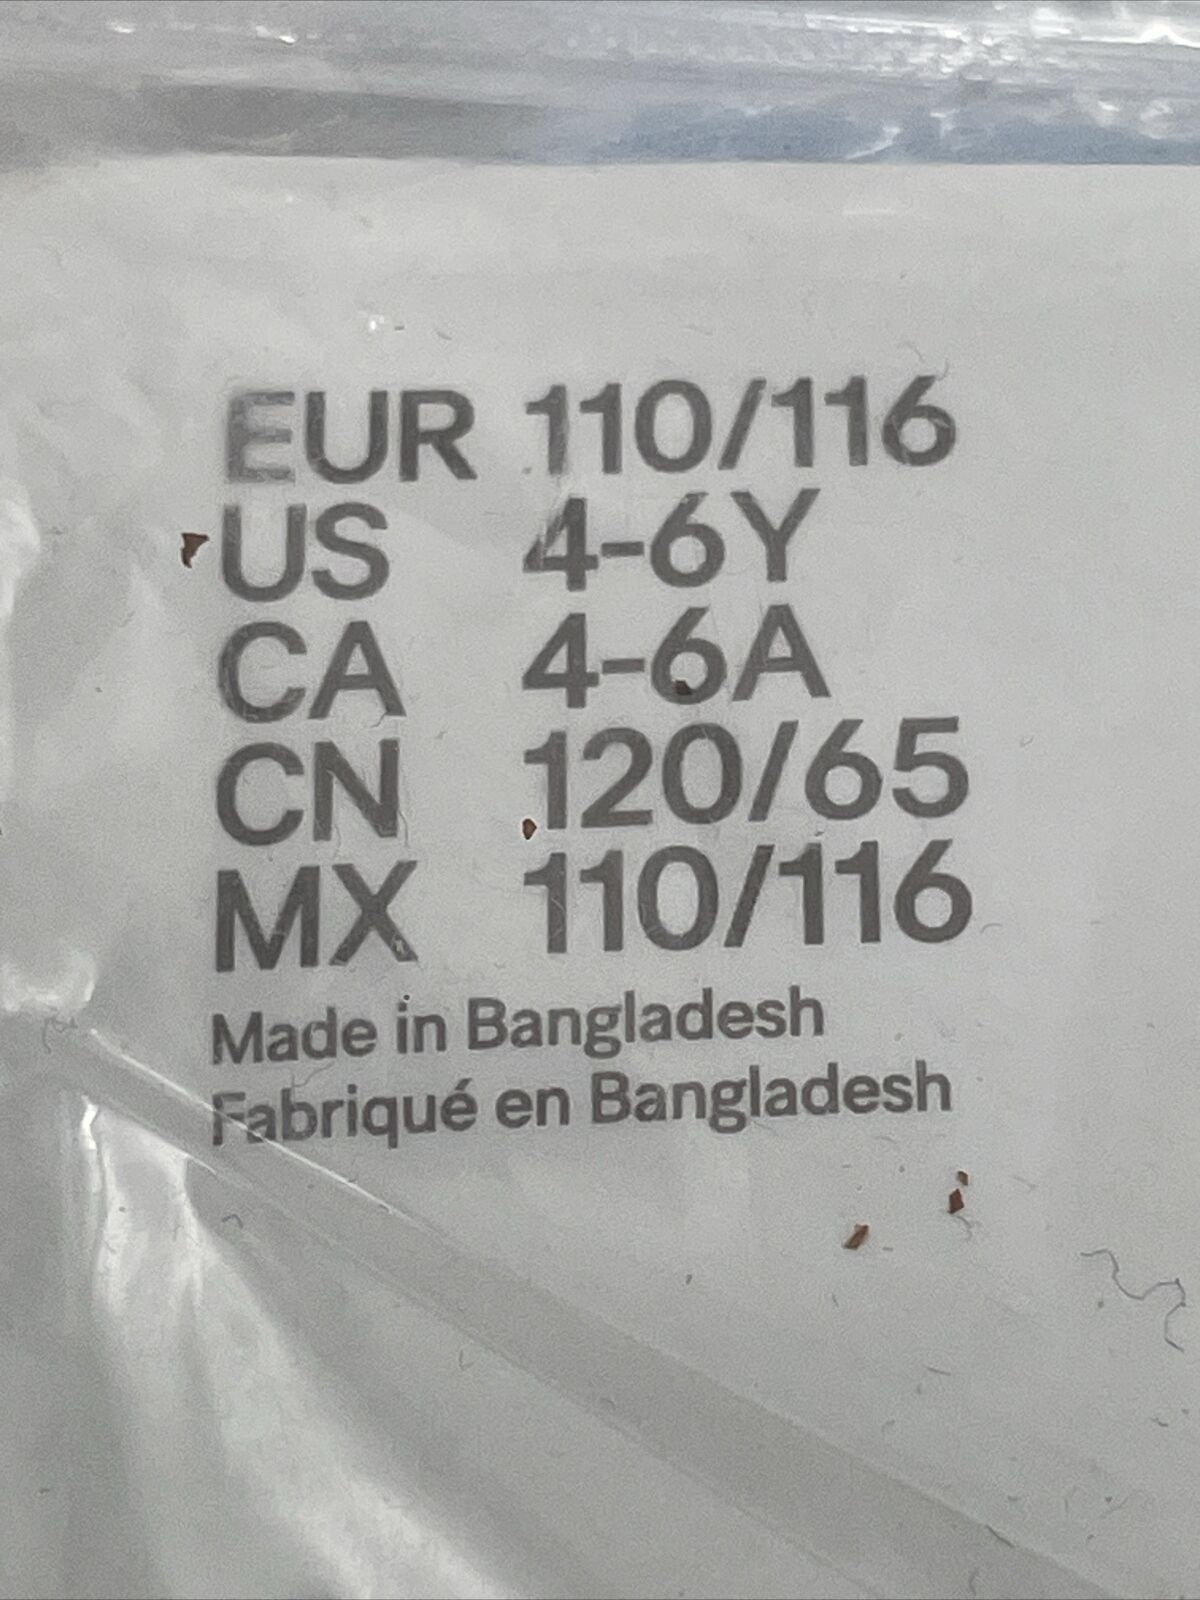 EUR 110/116
US 4-6Y
CA 4-6A
CN 120/65
MX 110/116
Made in Bangladesh
Fabriqué en Bangladesh